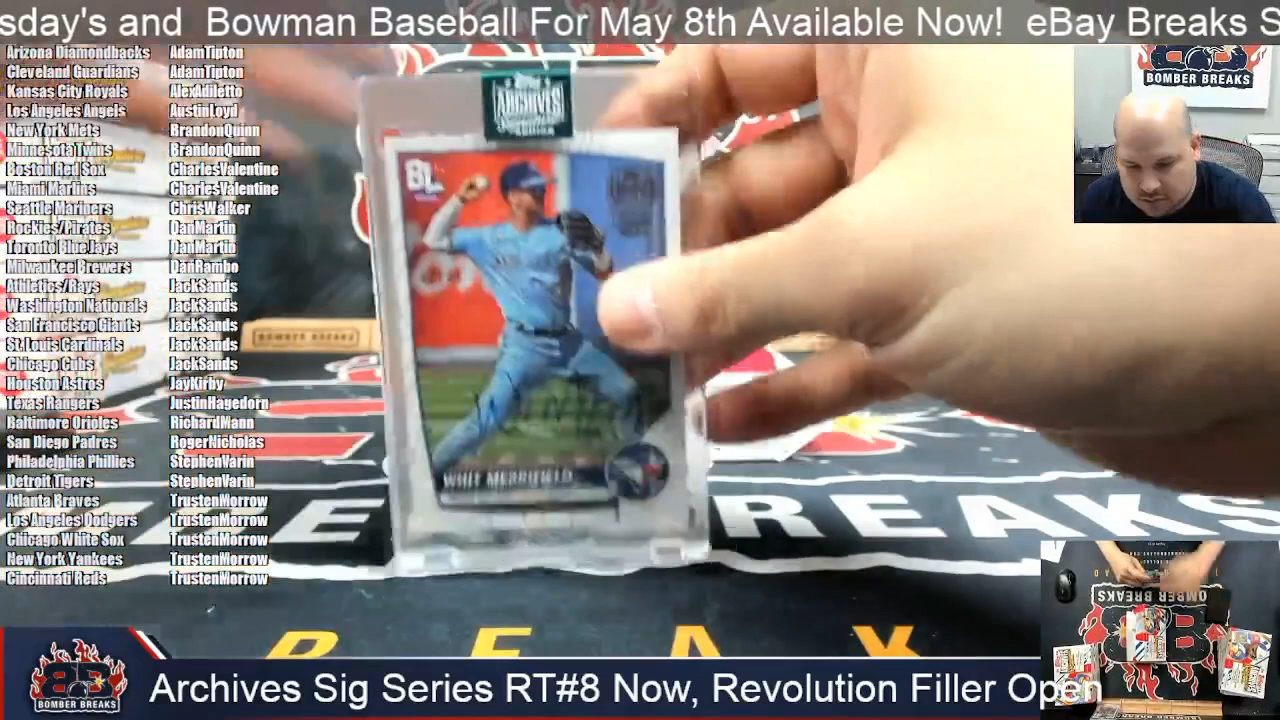 sday's and Bowman Baseball For May 8th Available Now! eBay Breaks S
Arizona Diamondbacks AdamTipton
Cleveland Guardians AdamTipton
Kansas City Royals AlexAdiletto
Los Angeles Angels AustinLoyd
New York Mets BrandonQuinn
Minnesota Twins BrandonQuinn
Boston Red Sox CharlesValentine
Miami Marlins CharlesValentine
Seattle Mariners ChrisWalker
Rockies/Pirates DanMartin
Toronto Blue Jays DanMartin
Milwaukee Brewers DanRambo
Athletics/Rays JackSands
Washington Nationals JackSands
San Francisco Giants JackSands
St. Louis Cardinals JackSands
Chicago Cubs JackSands
Houston Astros JayKirby
Texas Rangers JustinHagedorn
Baltimore Orioles RichardMann
San Diego Padres RogerNicholas
Philadelphia Phillies StephenVarin
Detroit Tigers StephenVarin
Atlanta Braves TrustenMorrow
Los Angeles Dodgers TrustenMorrow
Chicago White Sox TrustenMorrow
New York Yankees TrustenMorrow
Cincinnati Reds TrustenMorrow
ARCHIVES
WHIT MERRIFIELD
BOMBER BREAKS
BOMBER BREAKS
REAKS
BREAK
BOMBER BREAKS
BOMBER BREAKS
Archives Sig Series RT#8 Now, Revolution Filler Open